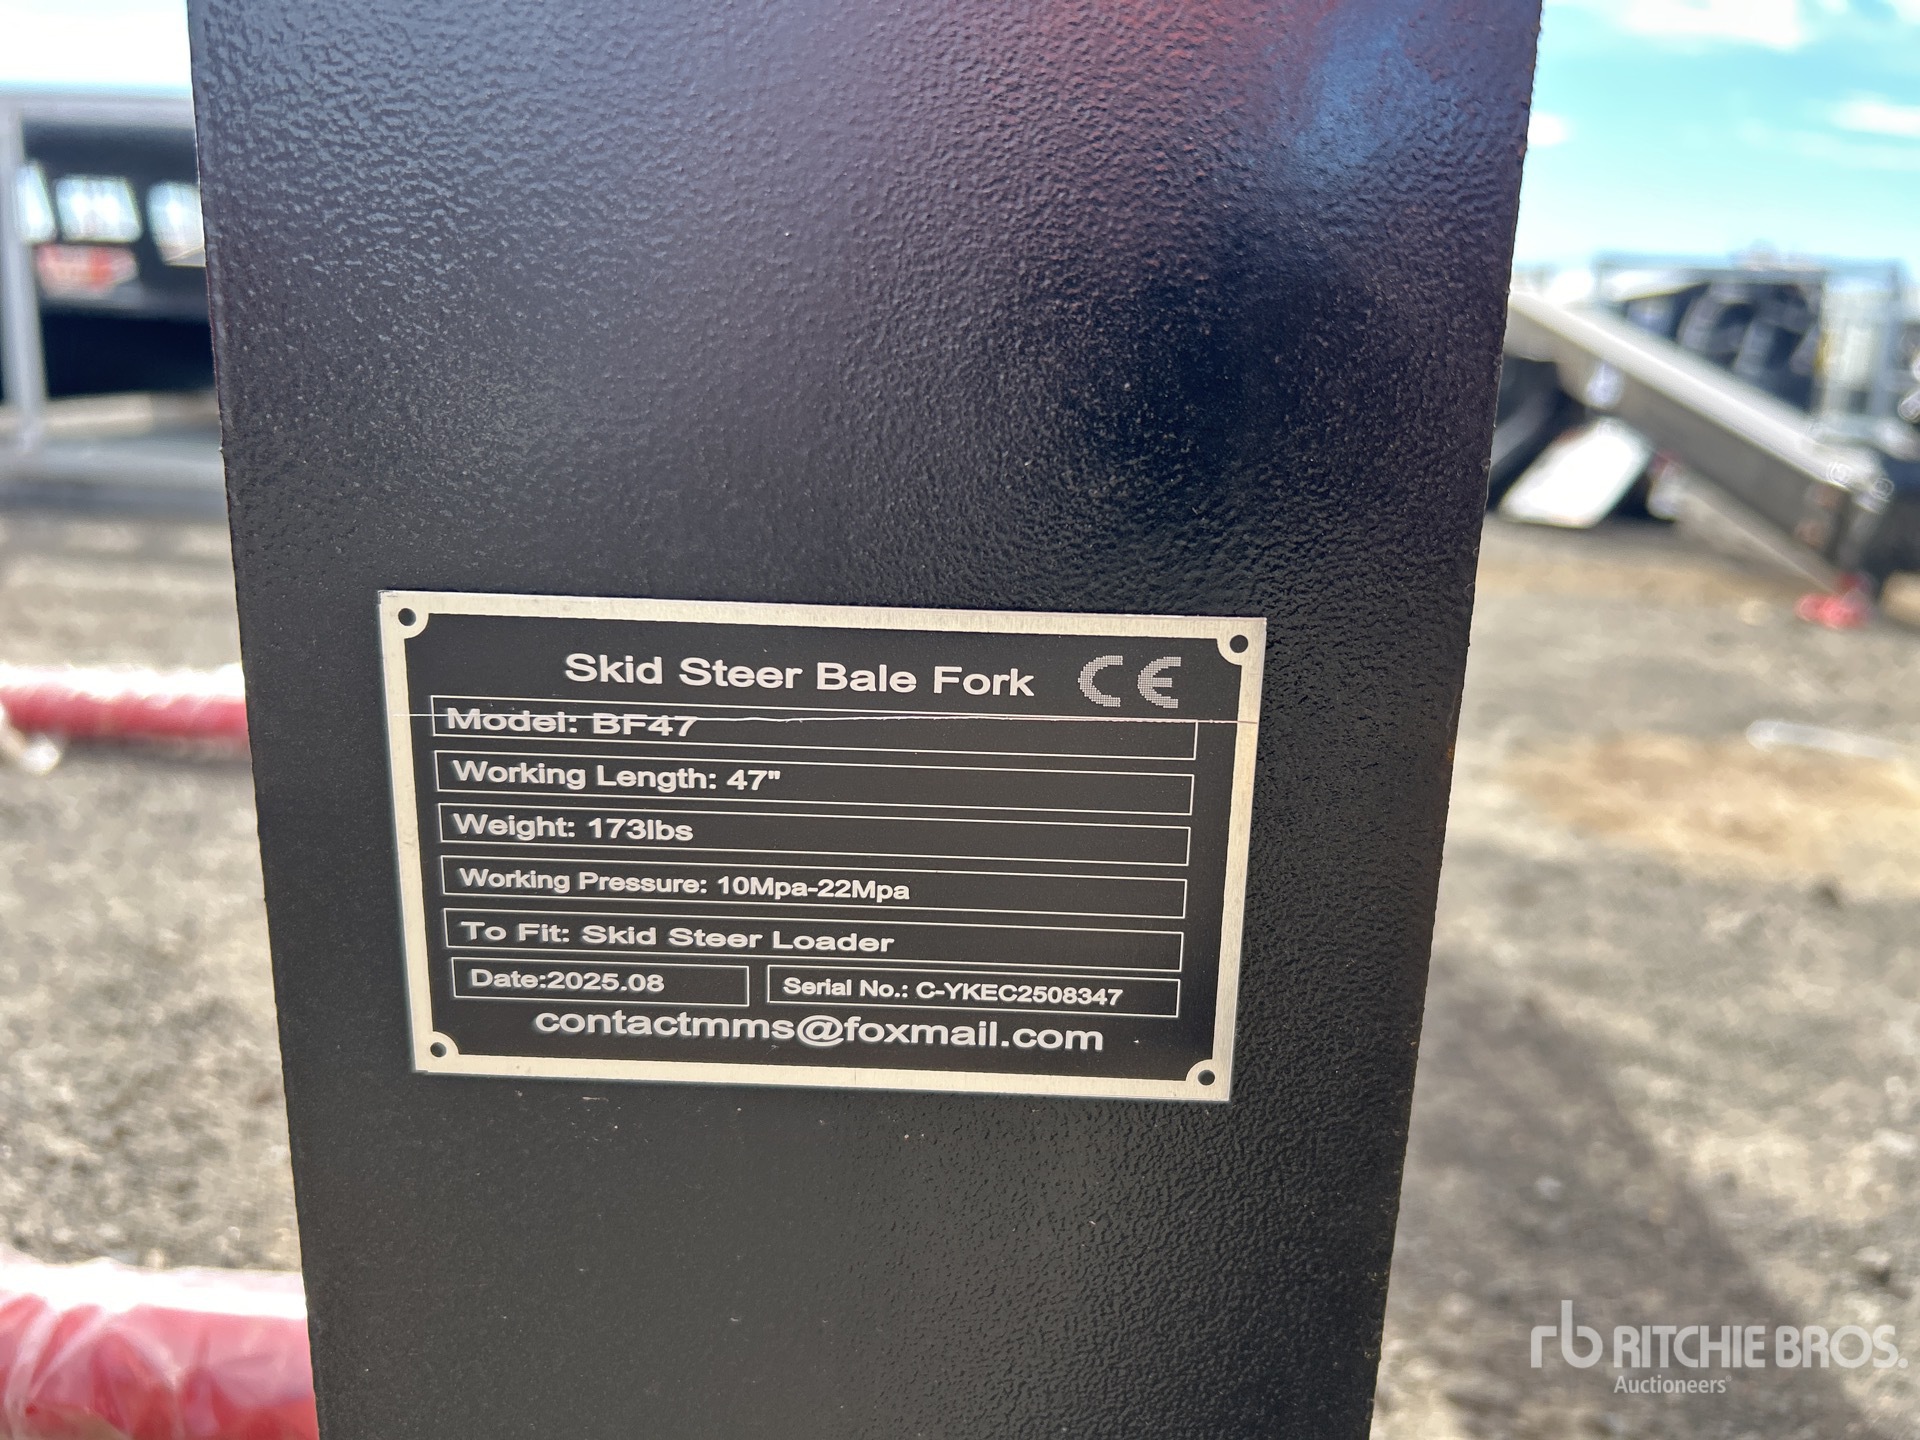 Skid Steer Bale Fork CE
Model: BF47
Working Length: 47"
Weight: 173lbs
Working Pressure: 10Mpa-22Mpa
To Fit: Skid Steer Loader
Date:2025.08 Serial No.: C-YKEC2508347
contactmms@foxmail.com
rb RITCHIE BROS.
Auctioneers